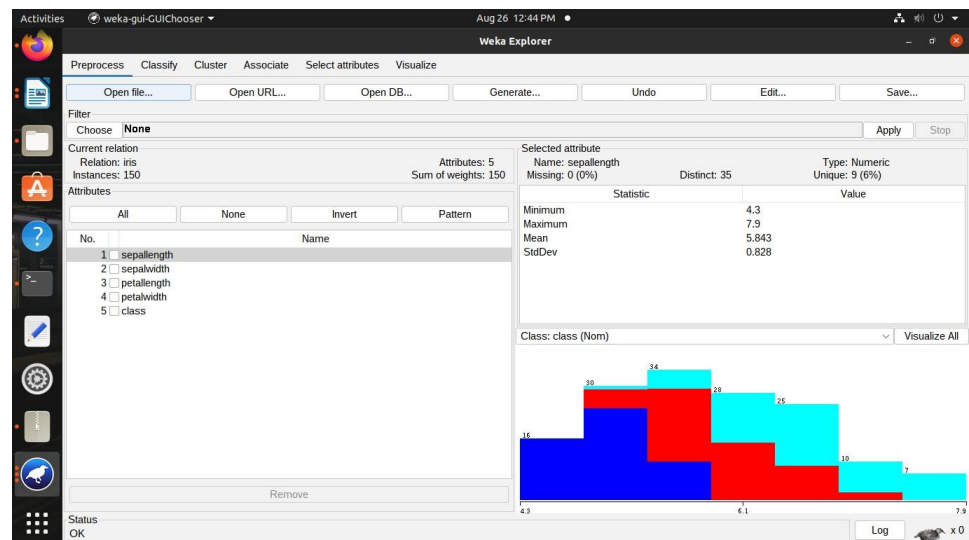 Activities weka-gui-GUIChooser Aug 26 12:44 PM
Weka Explorer
Preprocess Classify Cluster Associate Select attributes Visualize
Open file... Open URL... Open DB... Generate... Undo Edit... Save...
Filter
Choose None Apply Stop
Current relation
Relation: iris Attributes: 5
Instances: 150 Sum of weights: 150
Attributes
All None Invert Pattern
No. Name
1 sepallength
2 sepalwidth
3 petallength
4 petalwidth
5 class
Remove
Selected attribute
Name: sepallength Type: Numeric
Missing: 0 (0%) Distinct: 35 Unique: 9 (6%)
Statistic Value
Minimum 4.3
Maximum 7.9
Mean 5.843
StdDev 0.828
Class: class (Nom) Visualize All
16 30 34 28 25 10 7
4.3 6.1 7.9
Status
OK Log x 0